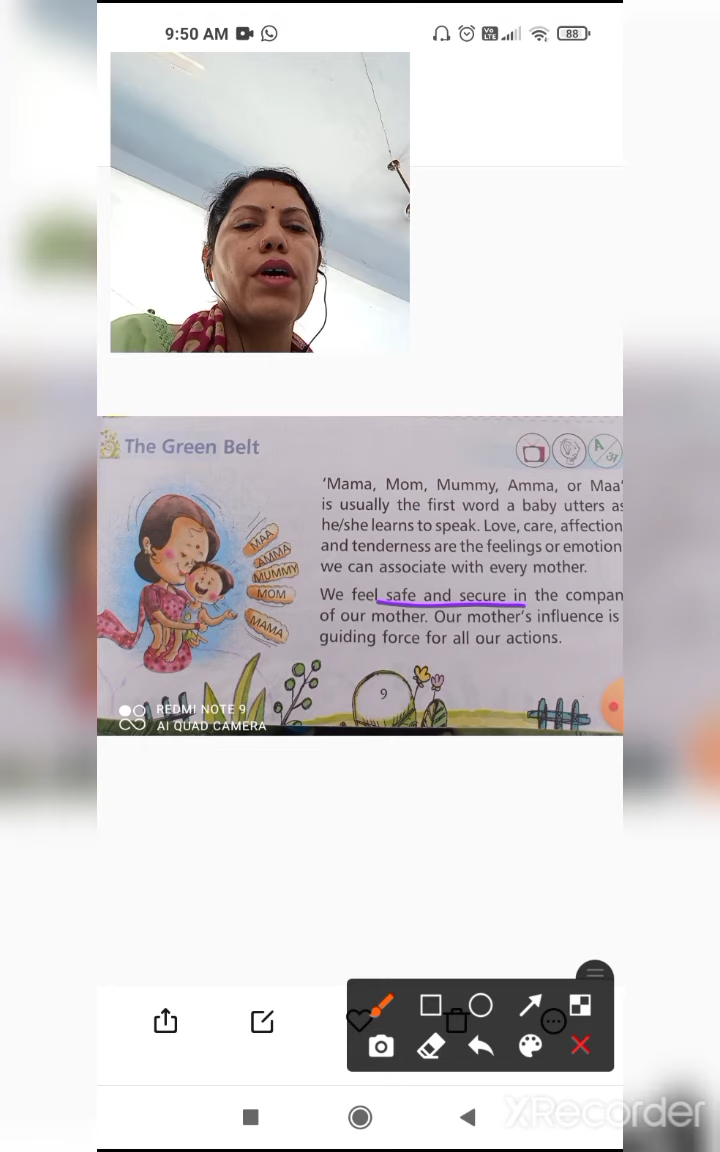 9:50 AM
Vo LTE
88
The Green Belt
A
'Mama, Mom, Mummy, Amma, or Maa'
is usually the first word a baby utters as
he/she learns to speak. Love, care, affection
and tenderness are the feelings or emotion
we can associate with every mother.
We feel safe and secure in the compan
of our mother. Our mother's influence is
guiding force for all our actions.
MAA
AMMA
MUMMY
MOM
MAMA
9
REDMI NOTE 9
AI QUAD CAMERA
XRecorder